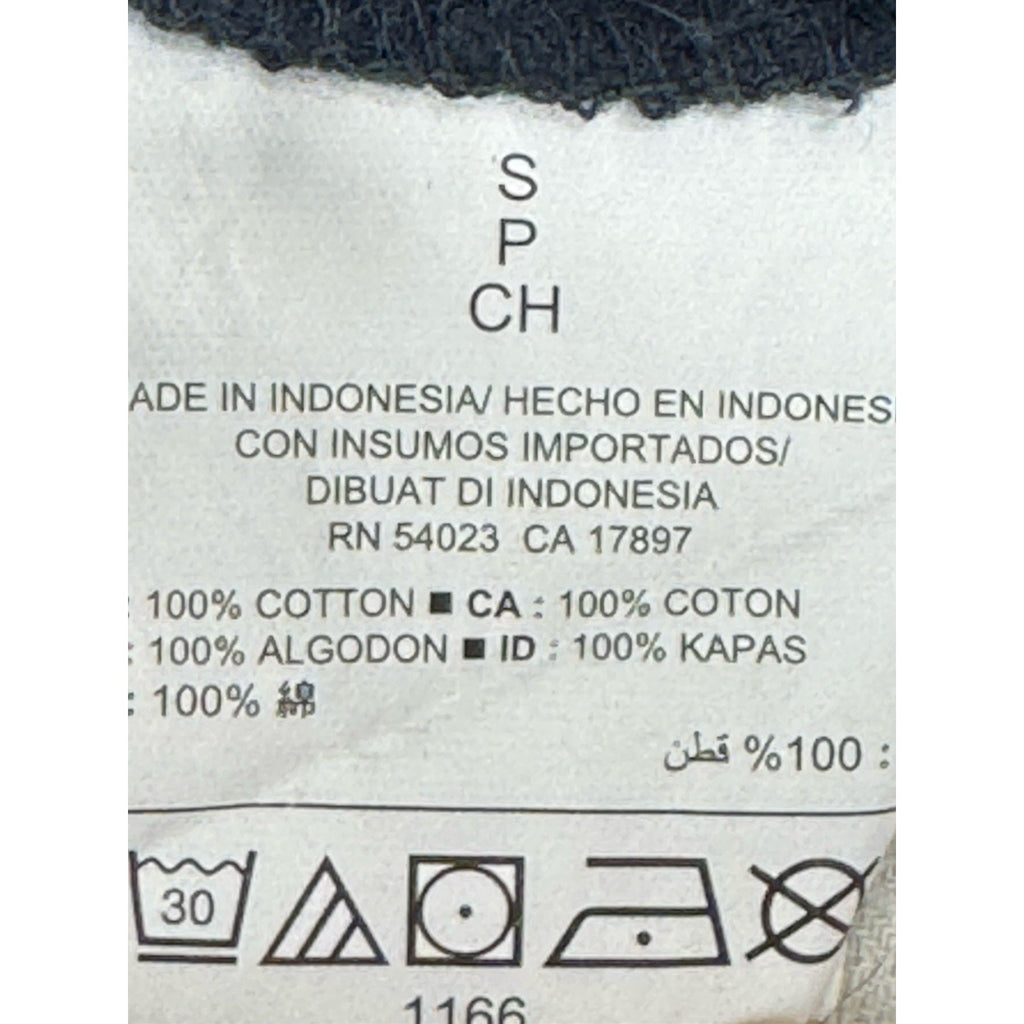 S
P
CH
ADE IN INDONESIA/ HECHO EN INDONES
CON INSUMOS IMPORTADOS/
DIBUAT DI INDONESIA
RN 54023 CA 17897
: 100% COTTON ■ CA : 100% COTON
: 100% ALGODON ■ ID : 100% KAPAS
: 100% 綿
: 100% قطن
30
1166